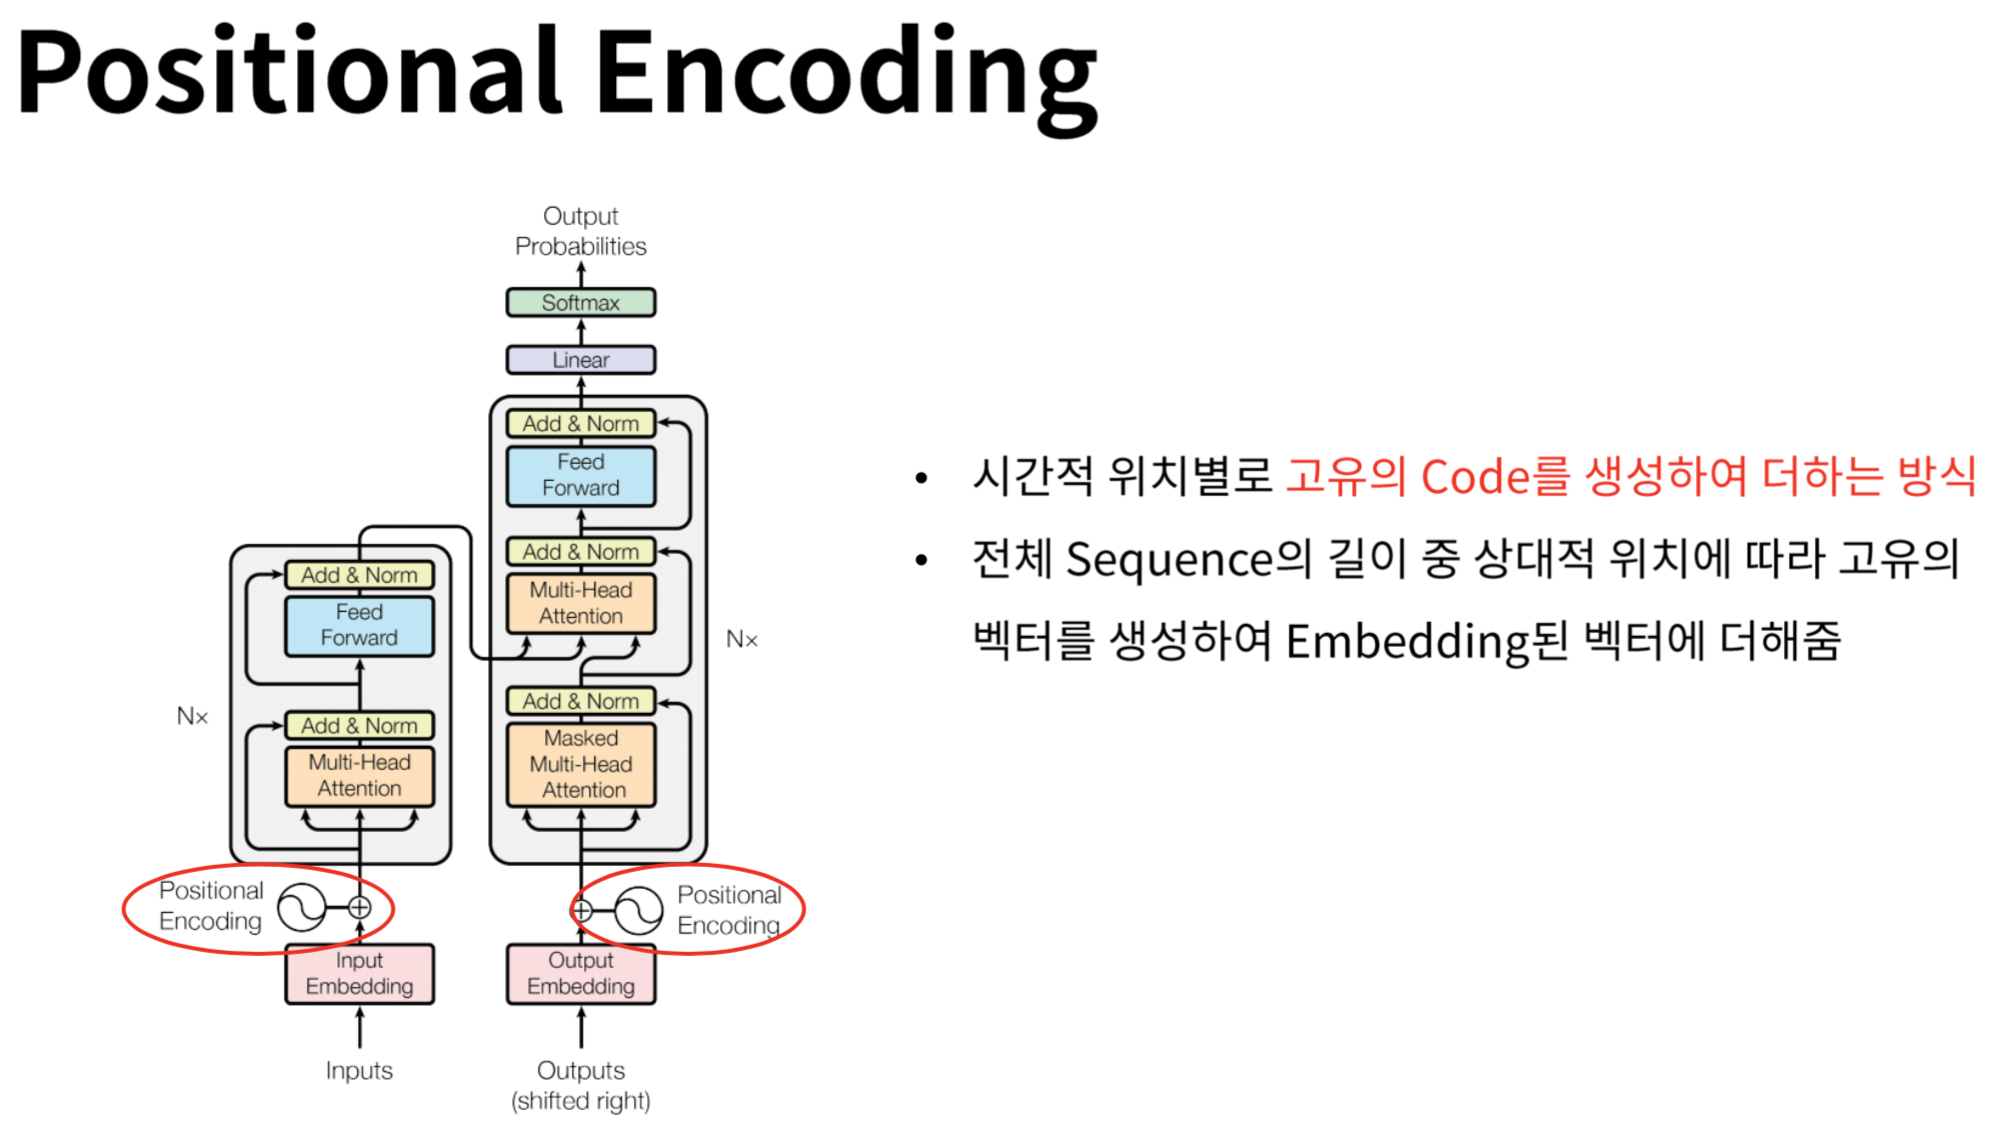 Positional Encoding
Output
Probabilities
Softmax
Linear
Add & Norm
Feed
Forward
Add & Norm
Multi-Head
Attention
Nx
Add & Norm
Masked
Multi-Head
Attention
Add & Norm
Feed
Forward
Nx
Add & Norm
Multi-Head
Attention
Positional
Encoding
Positional
Encoding
Input
Embedding
Output
Embedding
Inputs
Outputs
(shifted right)
• 시간적 위치별로 고유의 Code를 생성하여 더하는 방식
• 전체 Sequence의 길이 중 상대적 위치에 따라 고유의
벡터를 생성하여 Embedding된 벡터에 더해줌